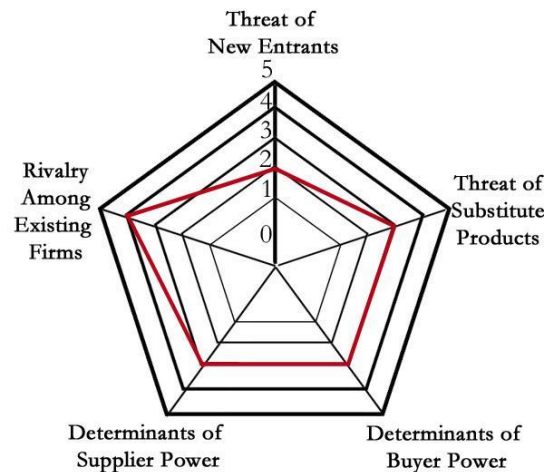 Threat of
New Entrants
5
4
3
2
1
0
Rivalry
Among
Existing
Firms
Threat of
Substitute
Products
Determinants of
Supplier Power
Determinants of
Buyer Power